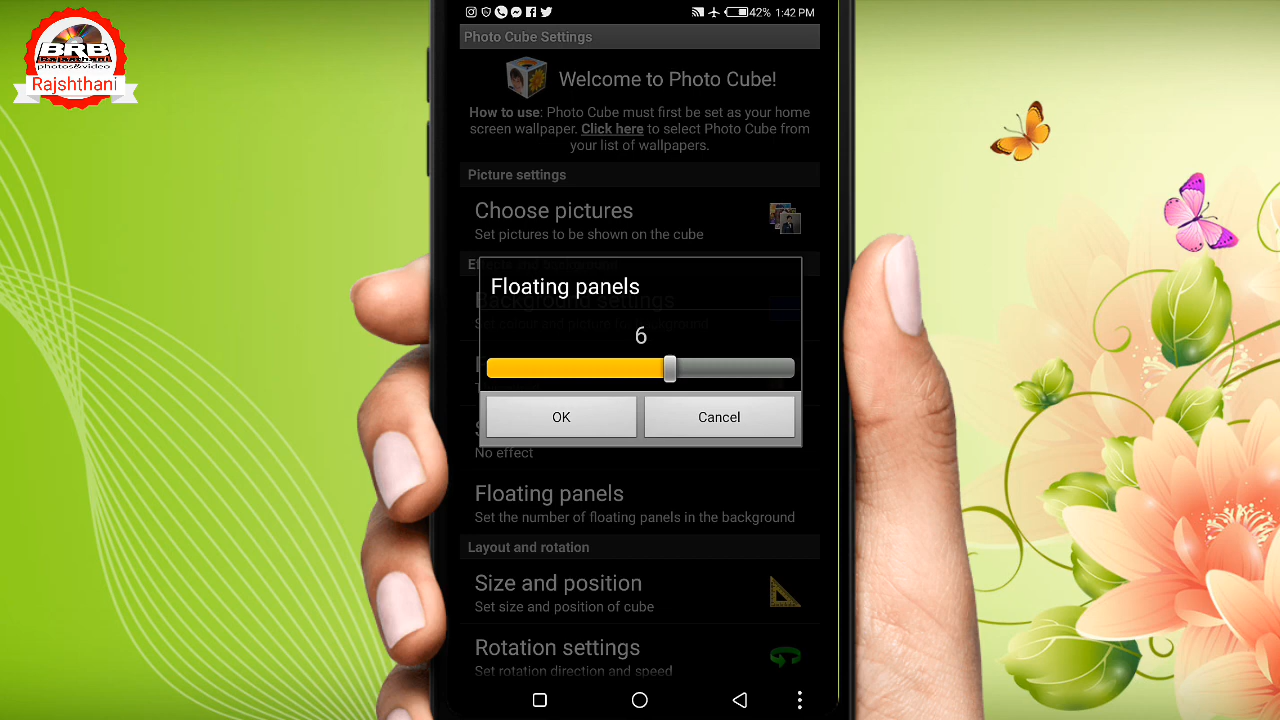 BRB
Rajasthani
photos&video
Rajshthani
42% 1:42 PM
Photo Cube Settings
Welcome to Photo Cube!
How to use: Photo Cube must first be set as your home
screen wallpaper. Click here to select Photo Cube from
your list of wallpapers.
Picture settings
Choose pictures
Set pictures to be shown on the cube
Floating panels
Background settings
6
OK
Cancel
No effect
Floating panels
Set the number of floating panels in the background
Layout and rotation
Size and position
Set size and position of cube
Rotation settings
Set rotation direction and speed